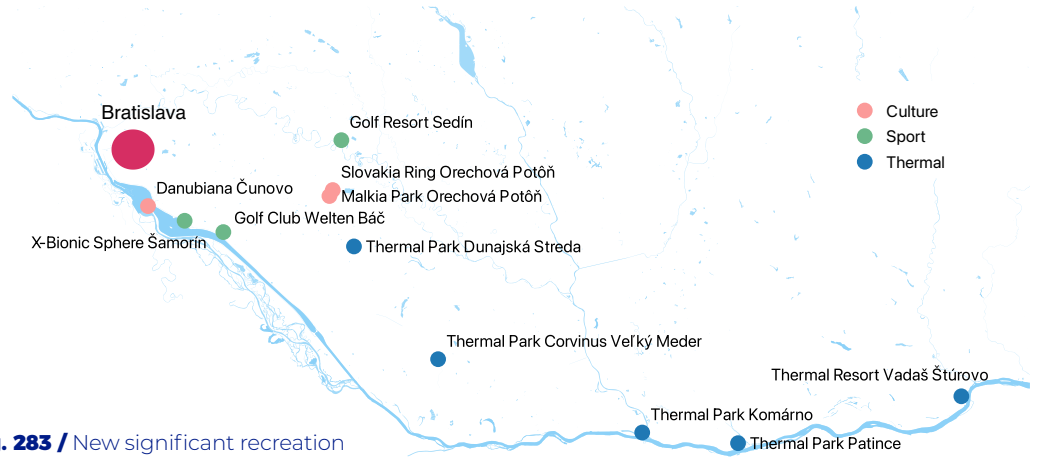 Bratislava
Golf Resort Sedín
Culture
Sport
Thermal
Slovakia Ring Orechová Potôň
Malkia Park Orechová Potôň
Danubiana Čunovo
Golf Club Welten Báč
X-Bionic Sphere Šamorín
Thermal Park Dunajská Streda
Thermal Park Corvinus Veľký Meder
Thermal Resort Vadaš Štúrovo
Thermal Park Komárno
Thermal Park Patince
. 283 / New significant recreation